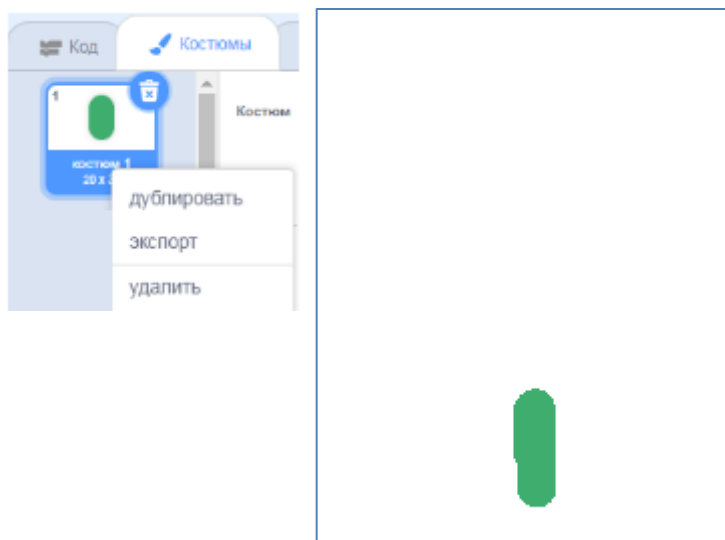 Код
Костюмы
1
Костюм
костюм 1
дублировать
экспорт
удалить